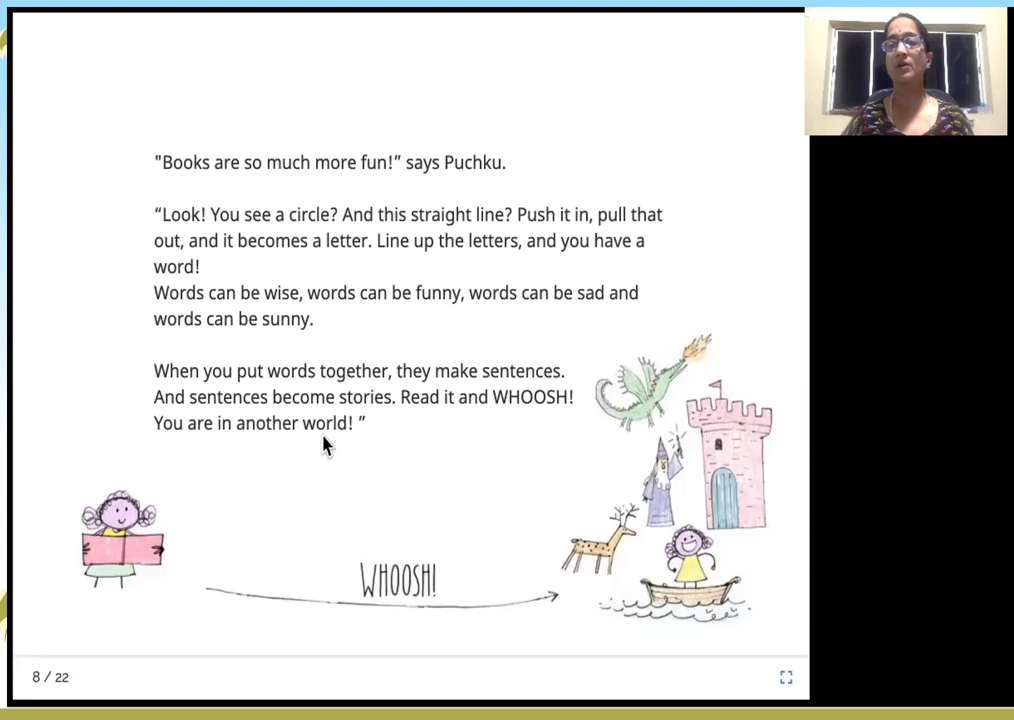 "Books are so much more fun!” says Puchku.
“Look! You see a circle? And this straight line? Push it in, pull that
out, and it becomes a letter. Line up the letters, and you have a
word!
Words can be wise, words can be funny, words can be sad and
words can be sunny.
When you put words together, they make sentences.
And sentences become stories. Read it and WHOOSH!
You are in another world! ”
WHOOSH!
8 / 22